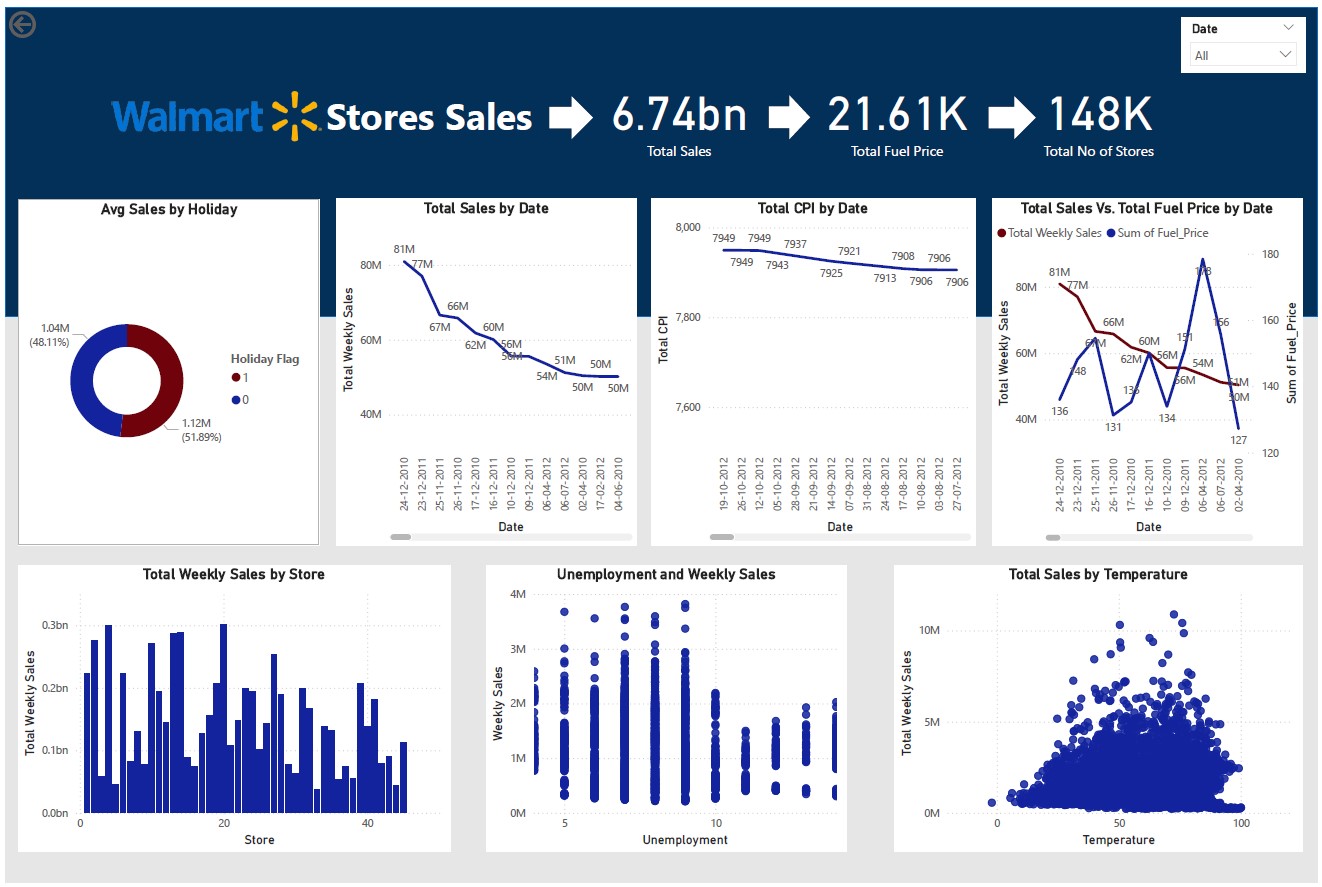 Date
All
Walmart Stores Sales
6.74bn
Total Sales
21.61K
Total Fuel Price
148K
Total No of Stores
Avg Sales by Holiday
1.04M
(48.11%)
Holiday Flag
1
0
1.12M
(51.89%)
Total Sales by Date
Total Weekly Sales
80M
60M
40M
81M
77M
67M
66M
62M
60M
56M
56M
54M
51M
50M
50M
50M
24-12-2010
23-12-2011
25-11-2011
26-11-2010
17-12-2010
16-12-2011
10-12-2010
09-12-2011
06-04-2012
06-07-2012
02-04-2010
17-02-2012
04-06-2010
Date
Total CPI by Date
Total CPI
8,000
7,800
7,600
7949
7949
7949
7943
7937
7925
7921
7913
7908
7906
7906
7906
19-10-2012
26-10-2012
12-10-2012
05-10-2012
28-09-2012
21-09-2012
14-09-2012
07-09-2012
31-08-2012
24-08-2012
17-08-2012
10-08-2012
03-08-2012
27-07-2012
Date
Total Sales Vs. Total Fuel Price by Date
Total Weekly Sales Sum of Fuel_Price
Total Weekly Sales
80M
60M
40M
180
160
140
120
Sum of Fuel_Price
81M
77M
67M
66M
62M
60M
56M
56M
54M
51M
50M
136
148
131
135
134
151
178
156
127
24-12-2010
23-12-2011
25-11-2011
26-11-2010
17-12-2010
16-12-2011
10-12-2010
09-12-2011
06-04-2012
06-07-2012
02-04-2010
Date
Total Weekly Sales by Store
Total Weekly Sales
0.3bn
0.2bn
0.1bn
0.0bn
0
20
40
Store
Unemployment and Weekly Sales
Weekly Sales
4M
3M
2M
1M
0M
5
10
Unemployment
Total Sales by Temperature
Total Weekly Sales
10M
5M
0M
0
50
100
Temperature